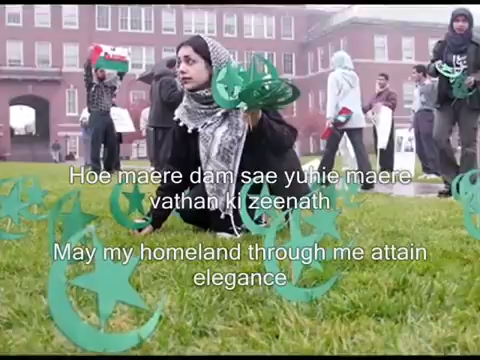 Hoe maere dam sae yuhie maere
vathan ki zeenath
May my homeland through me attain
elegance